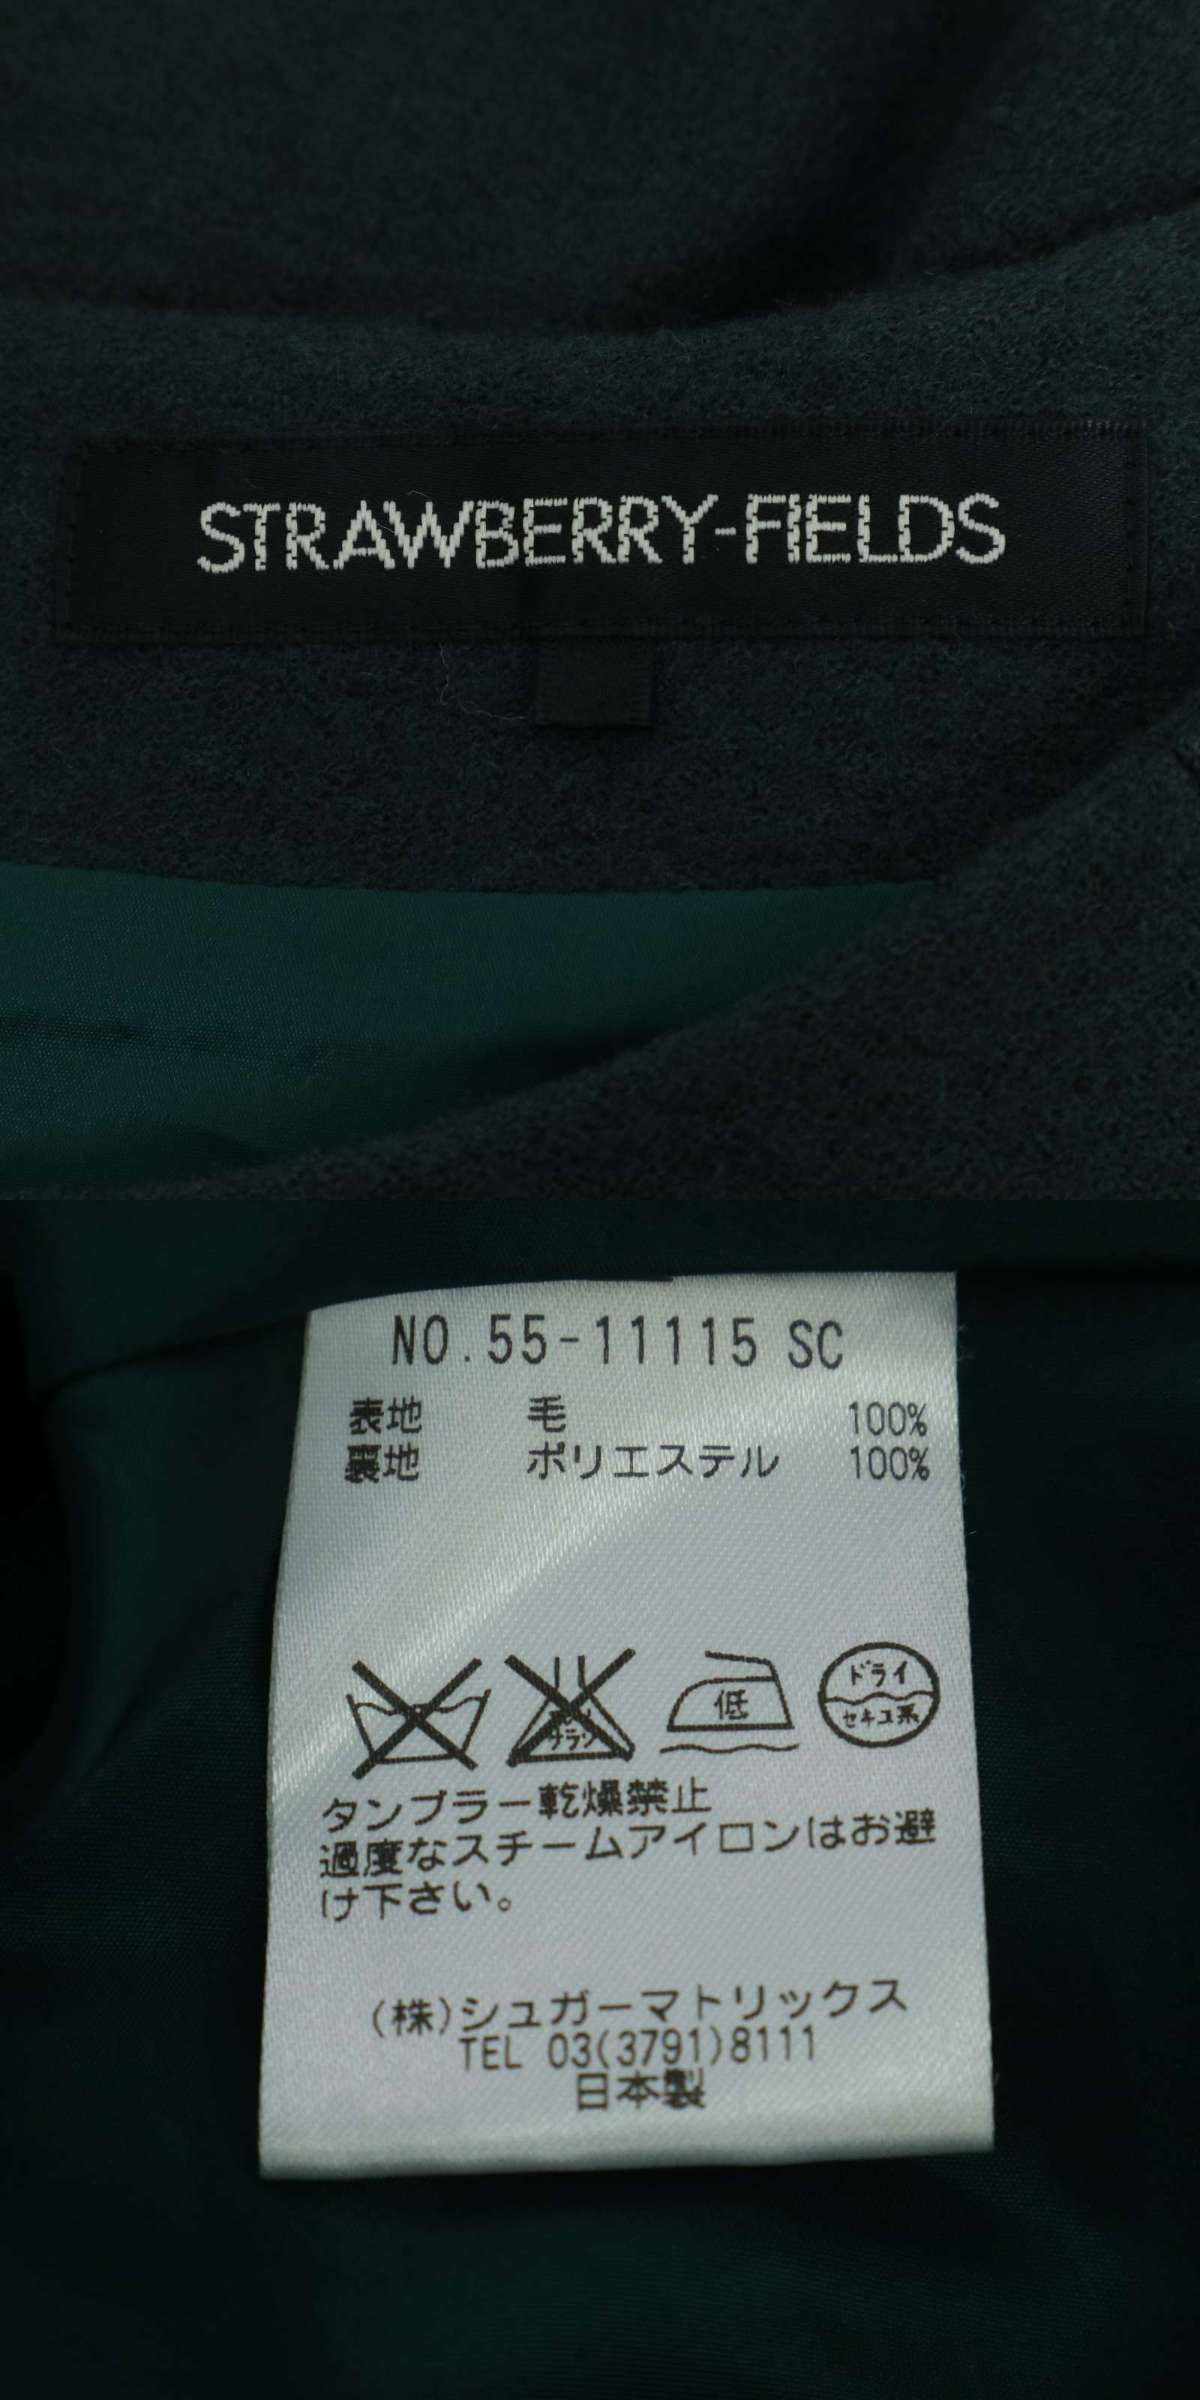 STRAWBERRY-FIELDS
NO.55-11115 SC
表地 毛 100%
裏地 ポリエステル 100%
低
ドライ
セキユ系
タンブラー乾燥禁止
過度なスチームアイロンはお避
け下さい。
(株)シュガーマトリックス
TEL 03(3791)8111
日本製